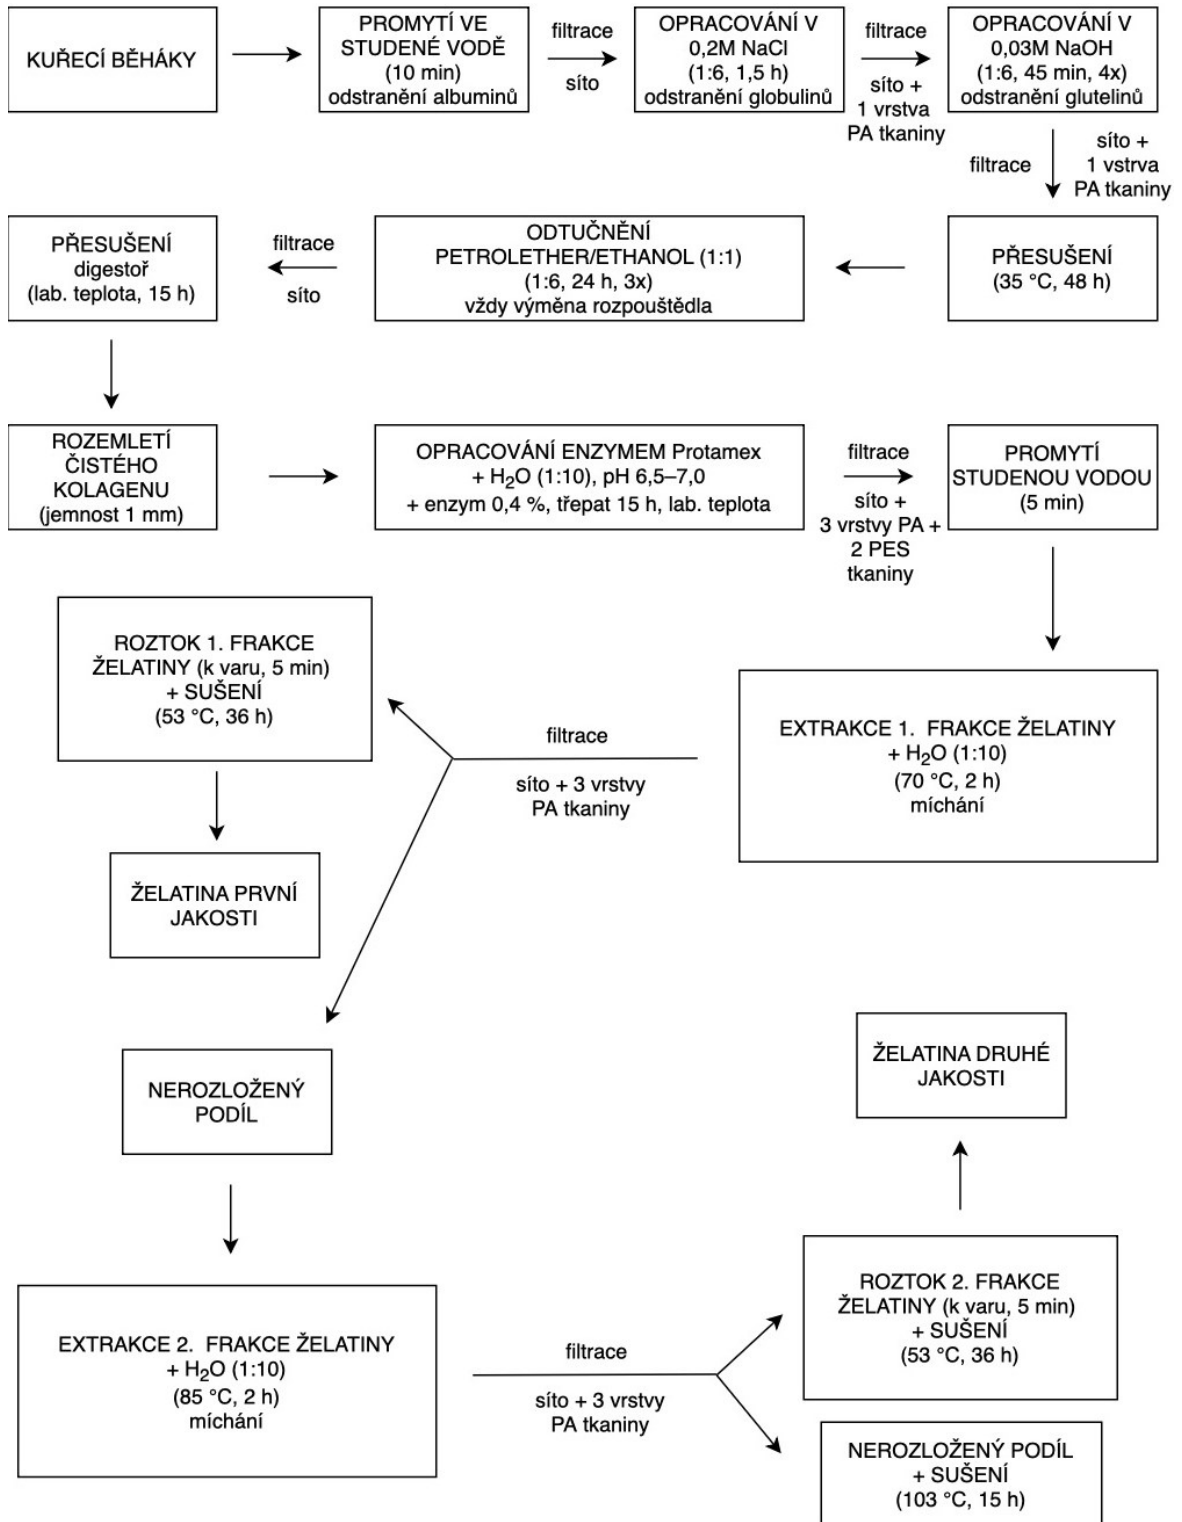 KUŘECÍ BĚHÁKY
PROMYTÍ VE
STUDENÉ VODĚ
(10 min)
odstranění albuminů
filtrace
síto
OPRACOVÁNÍ V
0,2M NaCl
(1:6, 1,5 h)
odstranění globulinů
filtrace
síto +
1 vrstva
PA tkaniny
OPRACOVÁNÍ V
0,03M NaOH
(1:6, 45 min, 4x)
odstranění glutelinů
filtrace
síto +
1 vstrva
PA tkaniny
PŘESUŠENÍ
(35 °C, 48 h)
ODTUČNĚNÍ
PETROLETHER/ETHANOL (1:1)
(1:6, 24 h, 3x)
vždy výměna rozpouštědla
filtrace
síto
PŘESUŠENÍ
digestoř
(lab. teplota, 15 h)
ROZEMLETÍ
ČISTÉHO
KOLAGENU
(jemnost 1 mm)
OPRACOVÁNÍ ENZYMEM Protamex
+ H₂O (1:10), pH 6,5–7,0
+ enzym 0,4 %, třepat 15 h, lab. teplota
filtrace
síto +
3 vrstvy PA +
2 PES
tkaniny
PROMYTÍ
STUDENOU VODOU
(5 min)
EXTRAKCE 1. FRAKCE ŽELATINY
+ H₂O (1:10)
(70 °C, 2 h)
míchání
filtrace
síto + 3 vrstvy
PA tkaniny
ROZTOK 1. FRAKCE
ŽELATINY (k varu, 5 min)
+ SUŠENÍ
(53 °C, 36 h)
ŽELATINA PRVNÍ
JAKOSTI
NEROZLOŽENÝ
PODÍL
EXTRAKCE 2. FRAKCE ŽELATINY
+ H₂O (1:10)
(85 °C, 2 h)
míchání
filtrace
síto + 3 vrstvy
PA tkaniny
ROZTOK 2. FRAKCE
ŽELATINY (k varu, 5 min)
+ SUŠENÍ
(53 °C, 36 h)
ŽELATINA DRUHÉ
JAKOSTI
NEROZLOŽENÝ PODÍL
+ SUŠENÍ
(103 °C, 15 h)